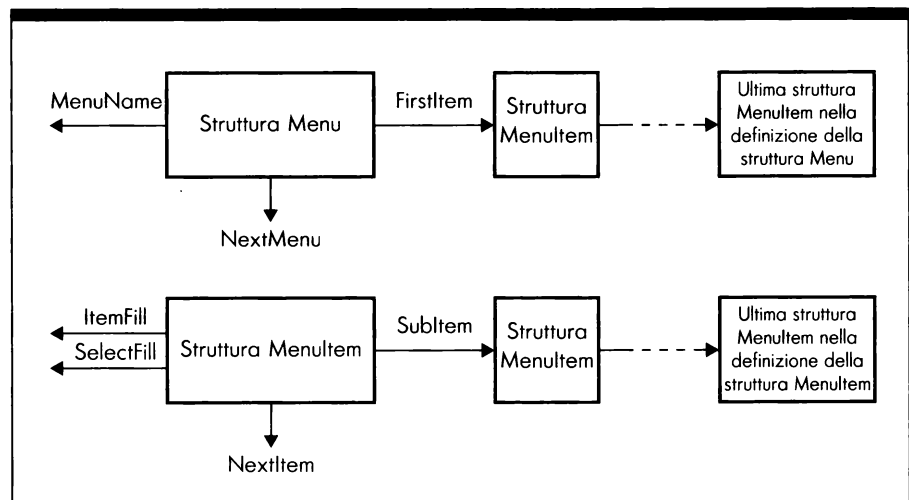 MenuName
Struttura Menu
FirstItem
Struttura
MenuItem
Ultima struttura
MenuItem nella
definizione della
struttura Menu
NextMenu
ItemFill
SelectFill
Struttura MenuItem
SubItem
Struttura
MenuItem
Ultima struttura
MenuItem nella
definizione della
struttura MenuItem
NextItem